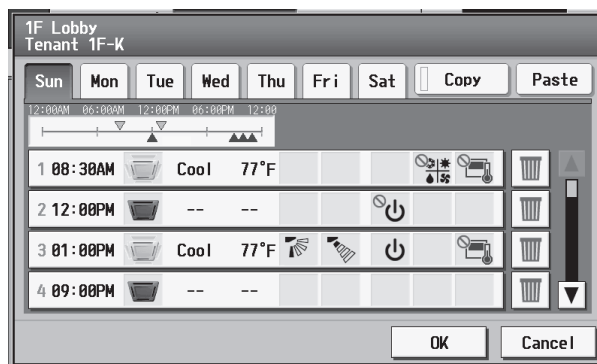 1F Lobby
Tenant 1F-K
Sun Mon Tue Wed Thu Fri Sat Copy Paste
12:00AM 06:00AM 12:00PM 06:00PM 12:00
1 08:30AM Cool 77°F
2 12:00PM -- --
3 01:00PM Cool 77°F
4 09:00PM -- --
OK Cancel